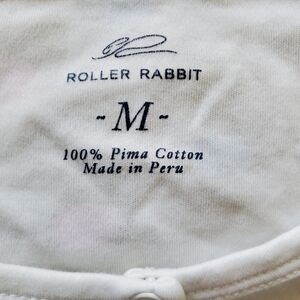 ROLLER RABBIT
- M -
100% Pima Cotton
Made in Peru